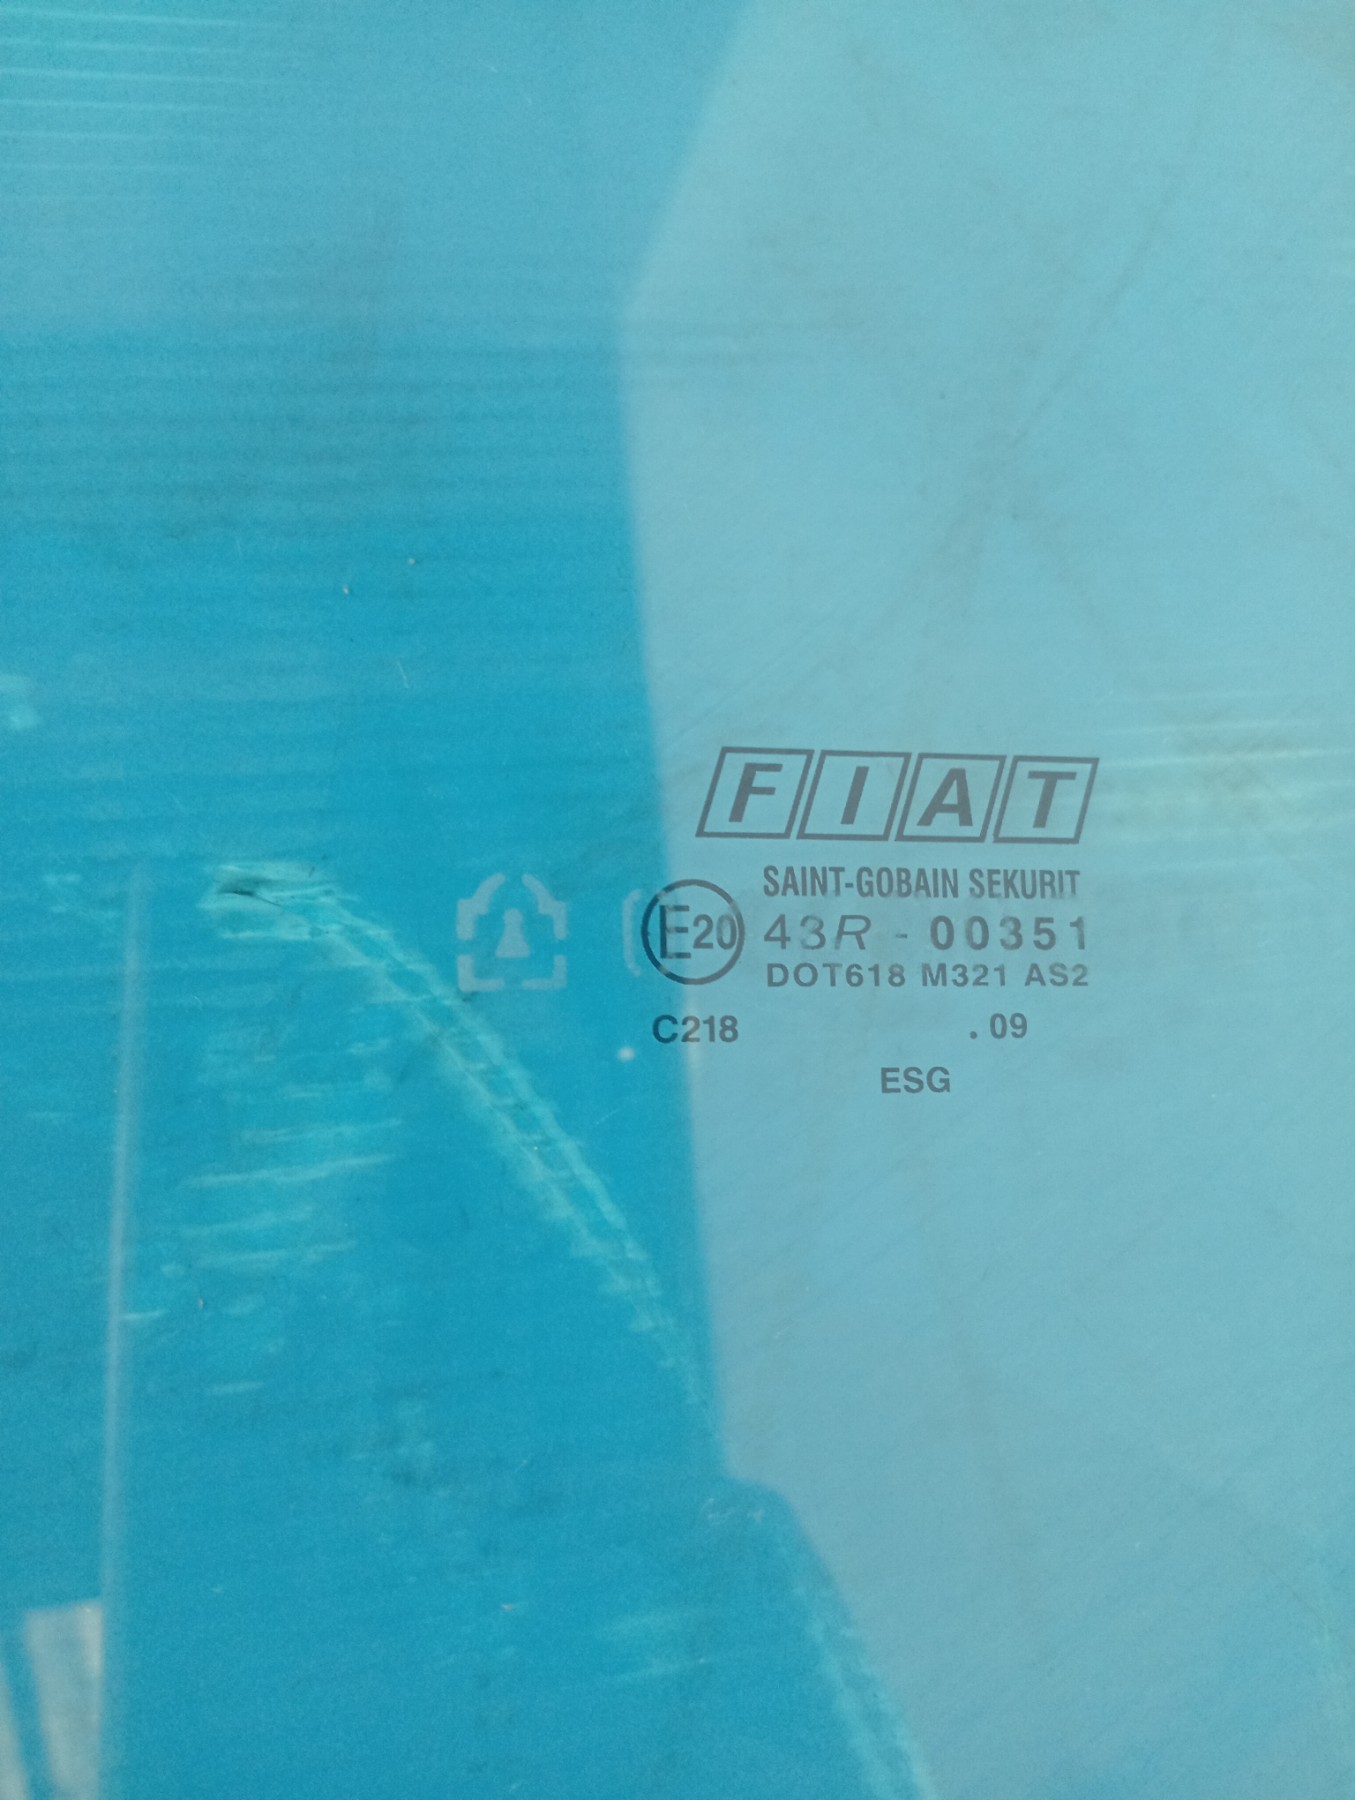 FIAT
SAINT-GOBAIN SEKURIT
E20 43R - 00351
DOT618 M321 AS2
C218 . 09
ESG